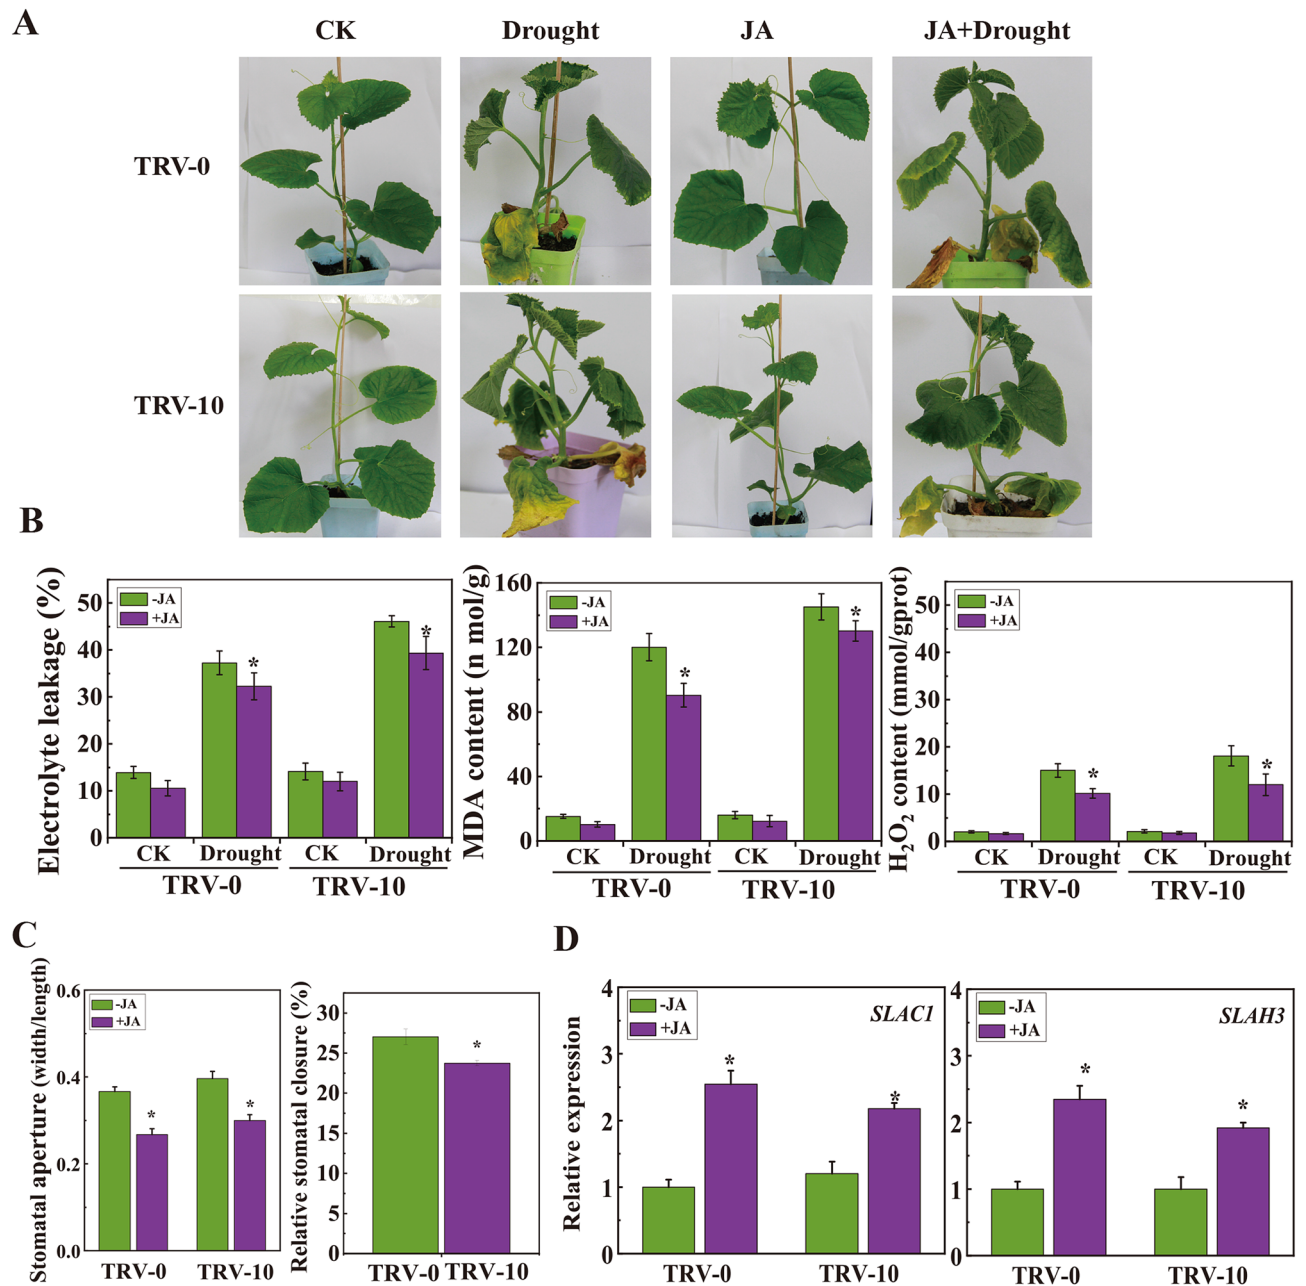 A
CK Drought JA JA+Drought
TRV-0
TRV-10
B
Electrolyte leakage (%)
50
40
30
20
10
0
-JA
+JA
*
*
CK Drought CK Drought
TRV-0 TRV-10
MDA content (n mol/g)
160
120
80
40
0
-JA
+JA
*
*
CK Drought CK Drought
TRV-0 TRV-10
H2O2 content (mmol/gprot)
50
40
30
20
10
0
-JA
+JA
*
*
CK Drought CK Drought
TRV-0 TRV-10
C
Stomatal aperture (width/length)
0.6
0.4
0.2
0.0
-JA
+JA
*
*
TRV-0 TRV-10
Relative stomatal closure (%)
30
25
20
15
10
5
0
*
TRV-0 TRV-10
D
Relative expression
4
3
2
1
0
-JA
+JA
SLAC1
*
*
TRV-0 TRV-10
4
3
2
1
0
-JA
+JA
SLAH3
*
*
TRV-0 TRV-10